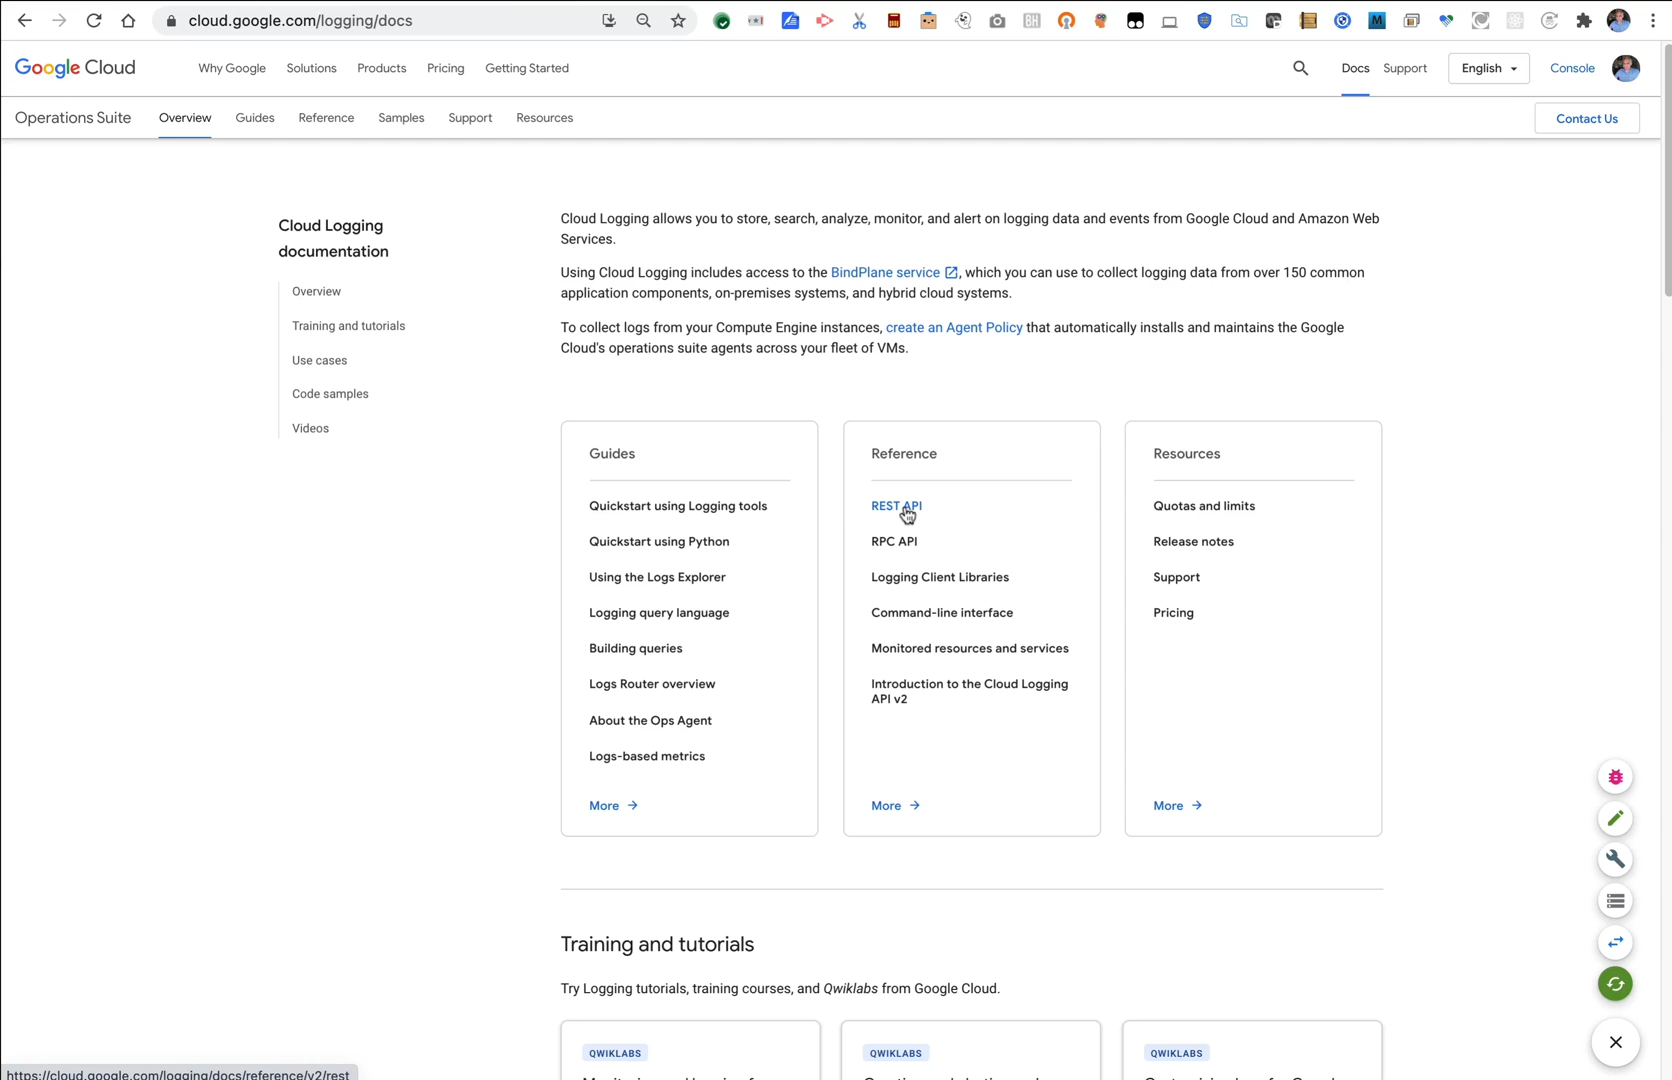 cloud.google.com/logging/docs
Google Cloud
Why Google
Solutions
Products
Pricing
Getting Started
Docs
Support
English
Console
Operations Suite
Overview
Guides
Reference
Samples
Support
Resources
Contact Us
Cloud Logging
documentation
Overview
Training and tutorials
Use cases
Code samples
Videos
Cloud Logging allows you to store, search, analyze, monitor, and alert on logging data and events from Google Cloud and Amazon Web
Services.
Using Cloud Logging includes access to the BindPlane service , which you can use to collect logging data from over 150 common
application components, on-premises systems, and hybrid cloud systems.
To collect logs from your Compute Engine instances, create an Agent Policy that automatically installs and maintains the Google
Cloud's operations suite agents across your fleet of VMs.
Guides
Quickstart using Logging tools
Quickstart using Python
Using the Logs Explorer
Logging query language
Building queries
Logs Router overview
About the Ops Agent
Logs-based metrics
More
Reference
REST API
RPC API
Logging Client Libraries
Command-line interface
Monitored resources and services
Introduction to the Cloud Logging
API v2
More
Resources
Quotas and limits
Release notes
Support
Pricing
More
Training and tutorials
Try Logging tutorials, training courses, and Qwiklabs from Google Cloud.
QWIKLABS
QWIKLABS
QWIKLABS
https://cloud.google.com/logging/docs/reference/v2/rest